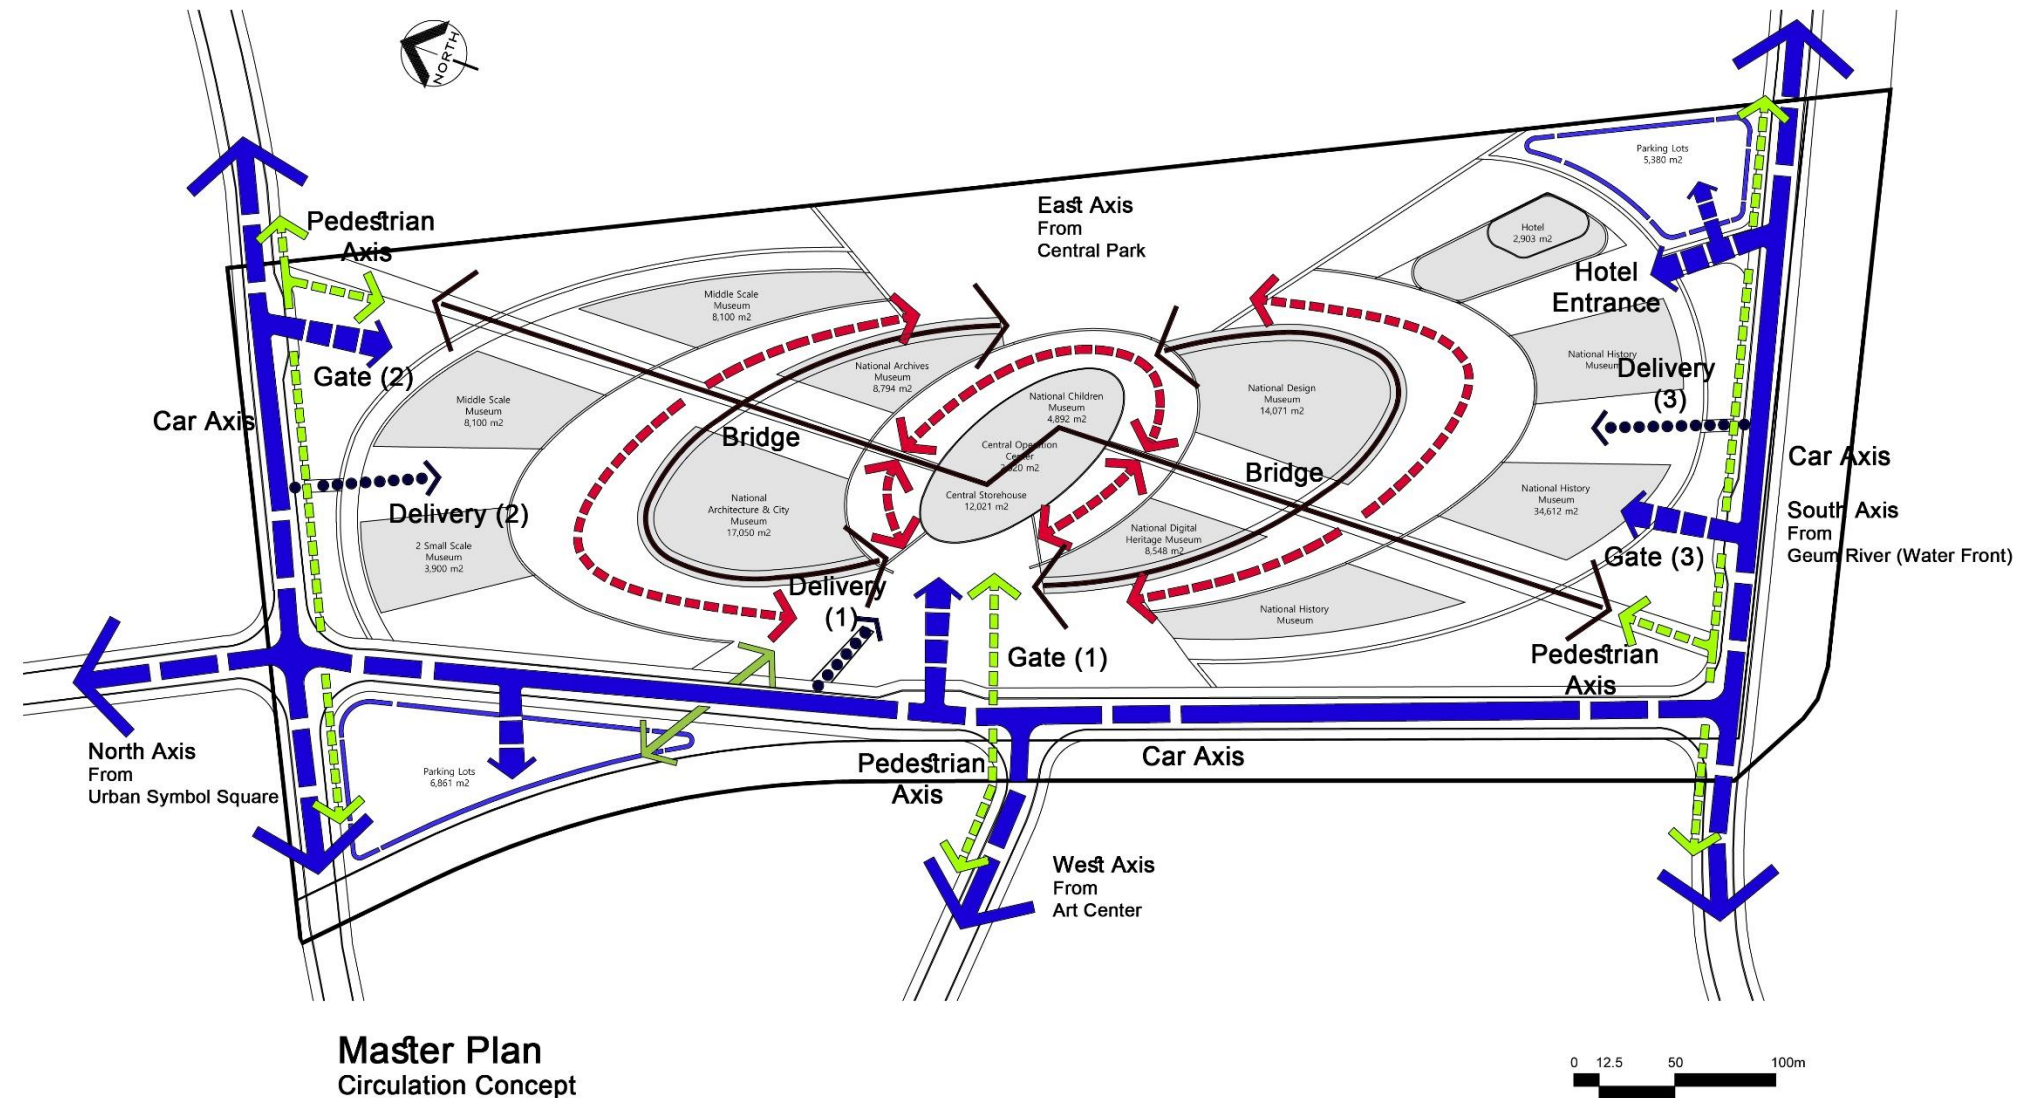 NORTH
Parking Lots
5,380 m2
East Axis
From
Central Park
Pedestrian
Axis
Hotel
2,903 m2
Hotel
Entrance
Middle Scale
Museum
8,100 m2
National Archives
Museum
8,794 m2
National Children
Museum
4,892 m2
National Design
Museum
14,071 m2
National History
Museum
Delivery
(3)
Gate (2)
Car Axis
Middle Scale
Museum
8,100 m2
Bridge
Central Operation
Center
Central Storehouse
12,021 m2
Bridge
Car Axis
South Axis
From
Geum River (Water Front)
Delivery (2)
National
Architecture & City
Museum
17,050 m2
National Digital
Heritage Museum
8,548 m2
National History
Museum
34,612 m2
Gate (3)
2 Small Scale
Museum
3,900 m2
Delivery
(1)
National History
Museum
Gate (1)
Pedestrian
Axis
North Axis
From
Urban Symbol Square
Parking Lots
6,861 m2
Pedestrian
Axis
Car Axis
West Axis
From
Art Center
Master Plan
Circulation Concept
0 12.5 50 100m